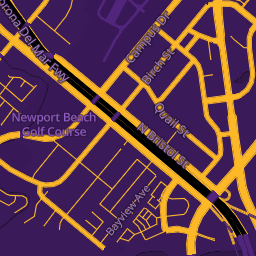 Corona Del Mar Fwy
Campus Dr
Birch St
Quail St
Newport Beach
Golf Course
N Bristol St
Bayview Ave